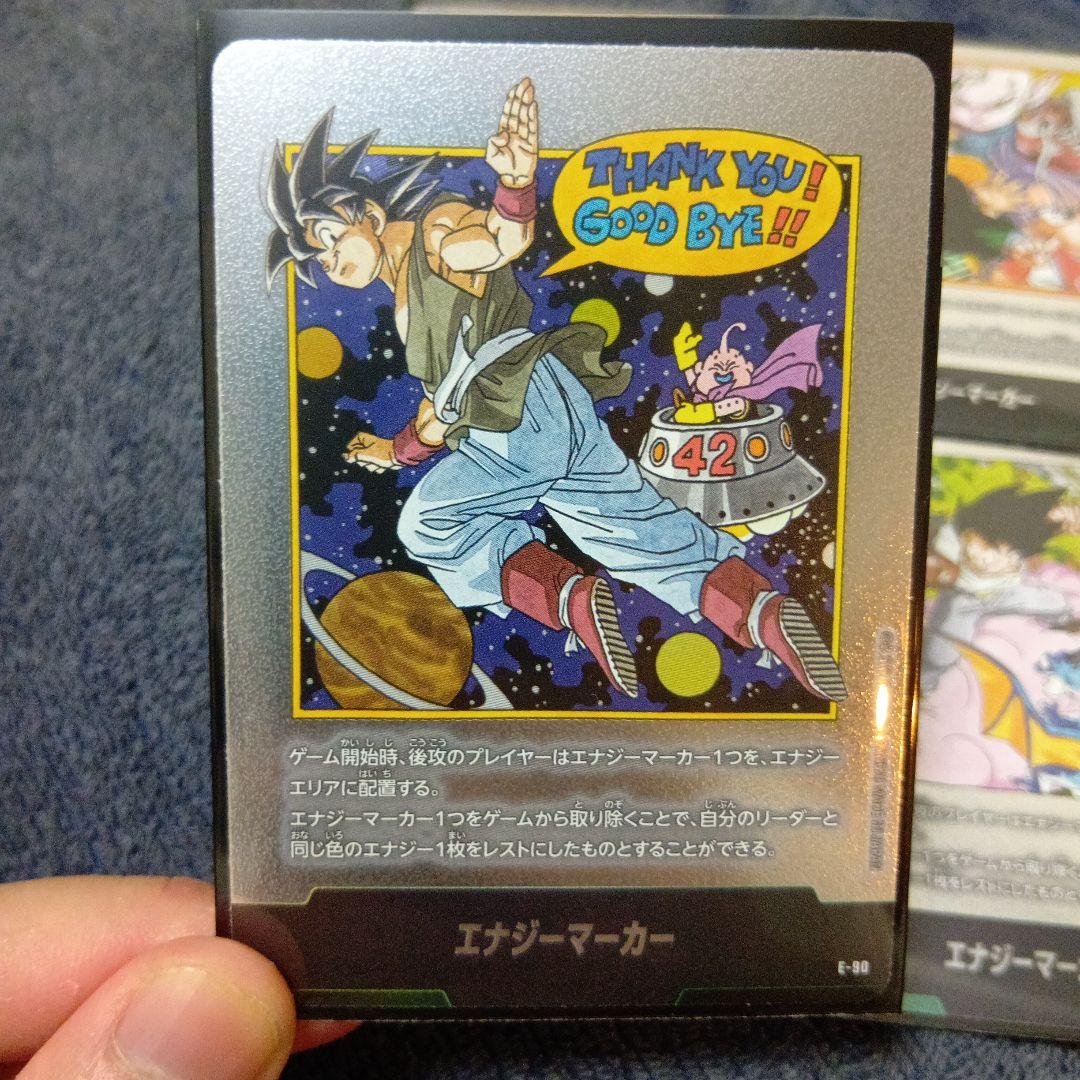 THANK YOU!
GOOD BYE!!
42
ゲーム開始時、後攻のプレイヤーはエナジーマーカー1つを、エナジー
エリアに配置する。
エナジーマーカー1つをゲームから取り除くことで、自分のリーダーと
同じ色のエナジー1枚をレストにしたものとすることができる。
エナジーマーカー
E-90
ジーマーカー
エナジーマー